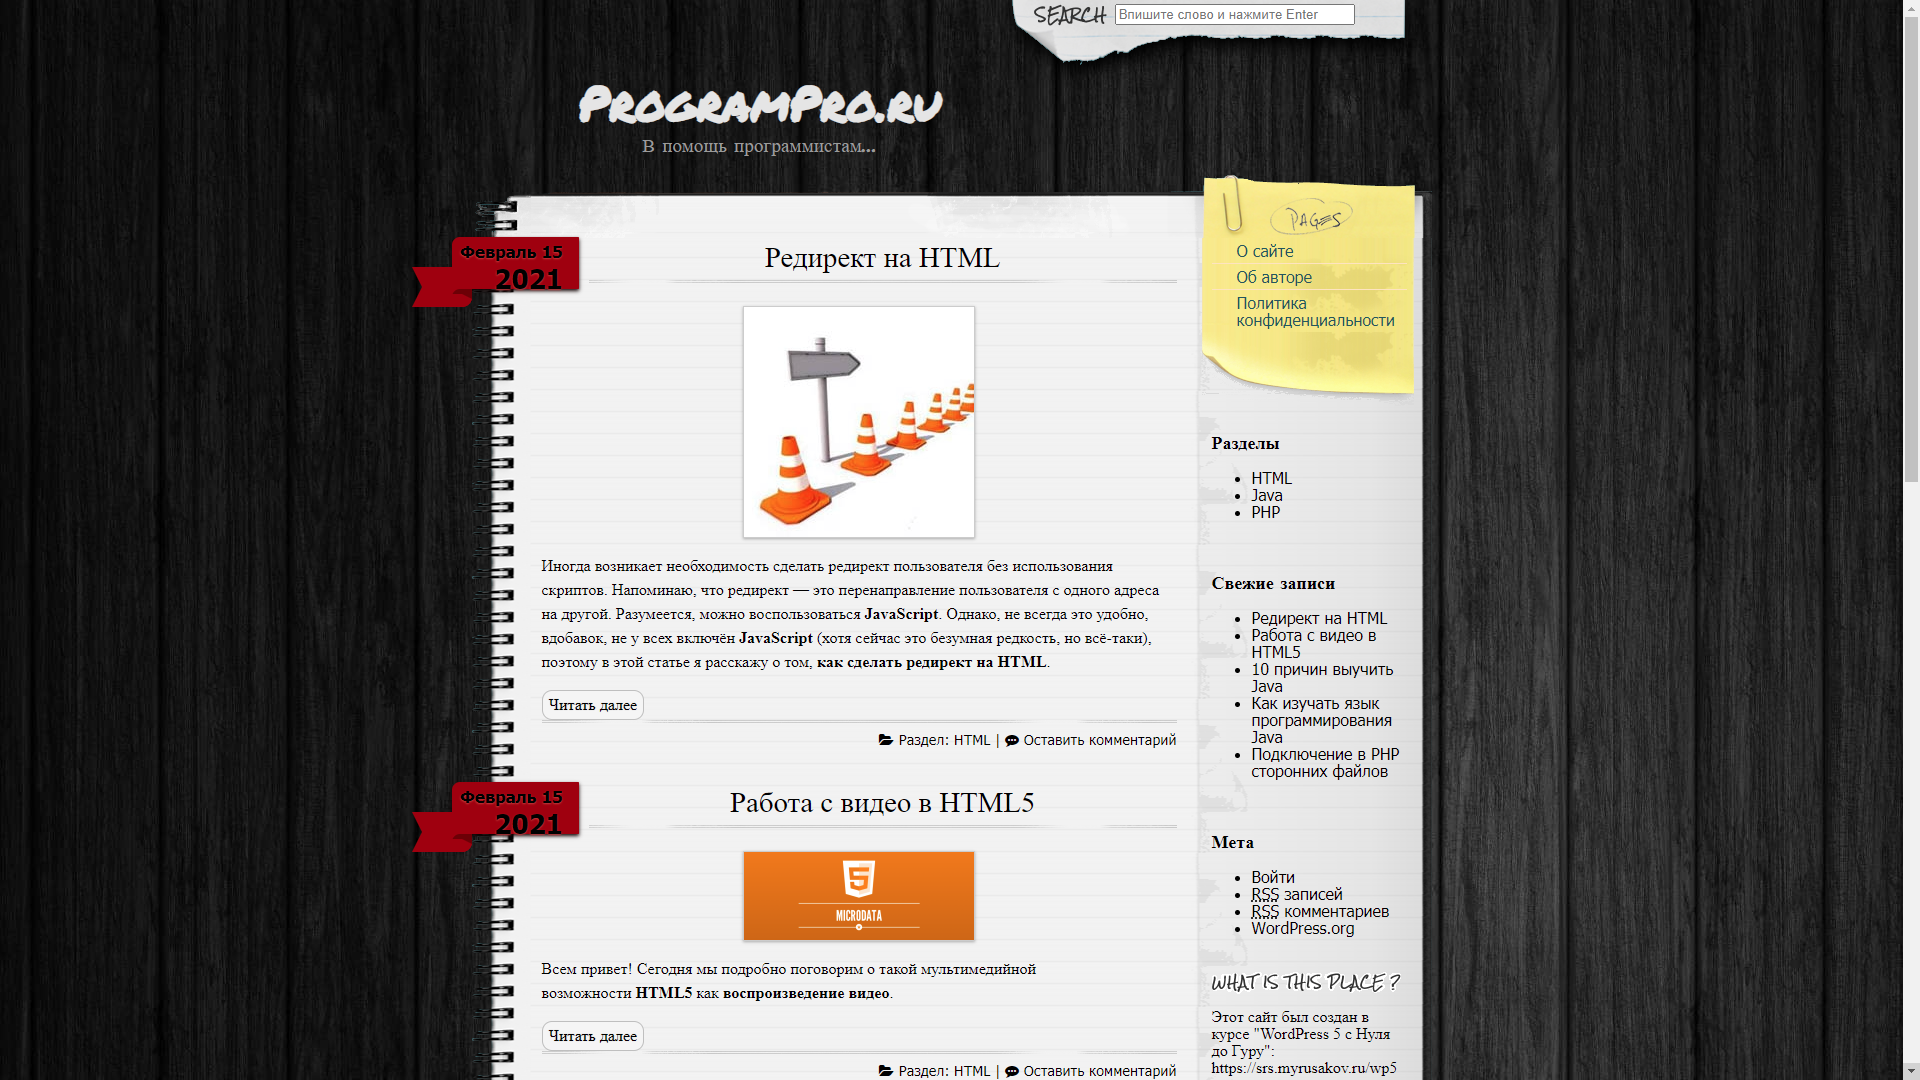 SEARCH Впишите слово и нажмите Enter
ProgramPro.ru
В помощь программистам...
Февраль 15
2021
Редирект на HTML
Иногда возникает необходимость сделать редирект пользователя без использования
скриптов. Напоминаю, что редирект — это перенаправление пользователя с одного адреса
на другой. Разумеется, можно воспользоваться JavaScript. Однако, не всегда это удобно,
вдобавок, не у всех включён JavaScript (хотя сейчас это безумная редкость, но всё-таки),
поэтому в этой статье я расскажу о том, как сделать редирект на HTML.
Читать далее
Раздел: HTML | Оставить комментарий
Февраль 15
2021
Работа с видео в HTML5
5
MICRODATA
Всем привет! Сегодня мы подробно поговорим о такой мультимедийной
возможности HTML5 как воспроизведение видео.
Читать далее
Раздел: HTML | Оставить комментарий
PAGES
О сайте
Об авторе
Политика
конфиденциальности
Разделы
HTML
Java
PHP
Свежие записи
Редирект на HTML
Работа с видео в
HTML5
10 причин выучить
Java
Как изучать язык
программирования
Java
Подключение в PHP
сторонних файлов
Мета
Войти
RSS записей
RSS комментариев
WordPress.org
WHAT IS THIS PLACE ?
Этот сайт был создан в
курсе "WordPress 5 с Нуля
до Гуру":
https://srs.myrusakov.ru/wp5